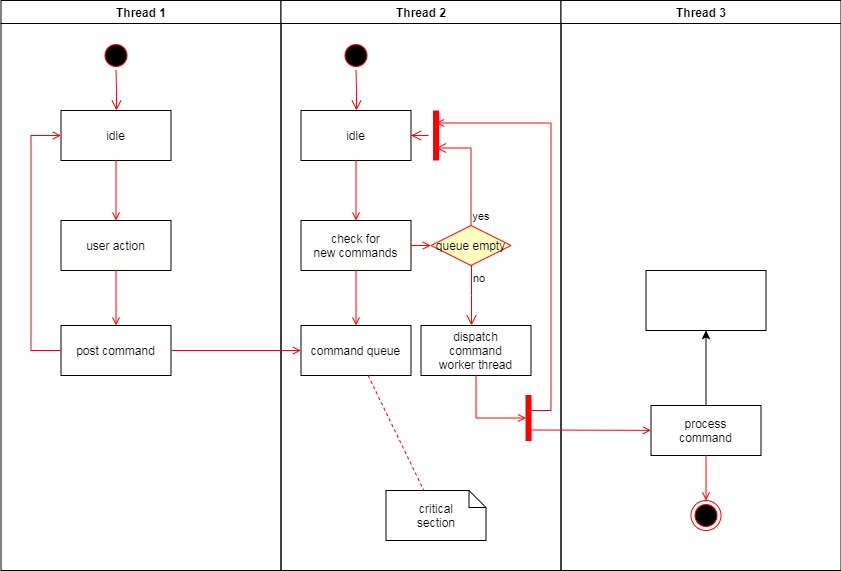 Thread 1
Thread 2
Thread 3
idle
idle
yes
user action
check for
new commands
queue empty
no
post command
command queue
dispatch
command
worker thread
process
command
critical
section